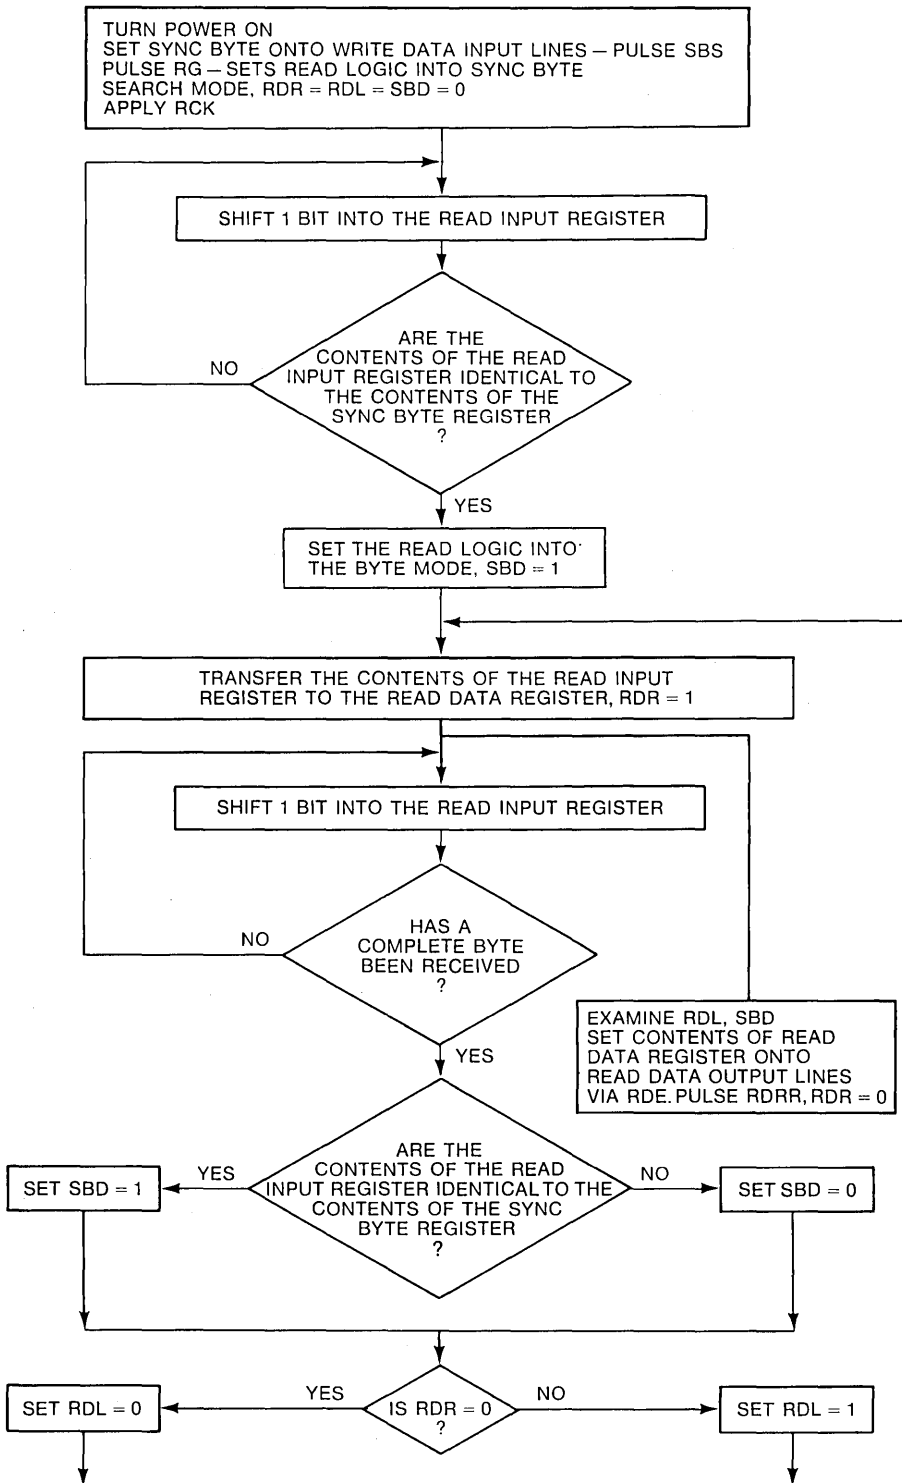 TURN POWER ON
SET SYNC BYTE ONTO WRITE DATA INPUT LINES – PULSE SBS
PULSE RG – SETS READ LOGIC INTO SYNC BYTE
SEARCH MODE, RDR = RDL = SBD = 0
APPLY RCK
SHIFT 1 BIT INTO THE READ INPUT REGISTER
ARE THE
CONTENTS OF THE READ
INPUT REGISTER IDENTICAL TO
THE CONTENTS OF THE
SYNC BYTE REGISTER
?
NO
YES
SET THE READ LOGIC INTO
THE BYTE MODE, SBD = 1
TRANSFER THE CONTENTS OF THE READ INPUT
REGISTER TO THE READ DATA REGISTER, RDR = 1
SHIFT 1 BIT INTO THE READ INPUT REGISTER
HAS A
COMPLETE BYTE
BEEN RECEIVED
?
NO
YES
EXAMINE RDL, SBD
SET CONTENTS OF READ
DATA REGISTER ONTO
READ DATA OUTPUT LINES
VIA RDE. PULSE RDRR, RDR = 0
ARE THE
CONTENTS OF THE READ
INPUT REGISTER IDENTICAL TO THE
CONTENTS OF THE SYNC
BYTE REGISTER
?
YES
NO
SET SBD = 1
SET SBD = 0
IS RDR = 0
?
YES
NO
SET RDL = 0
SET RDL = 1